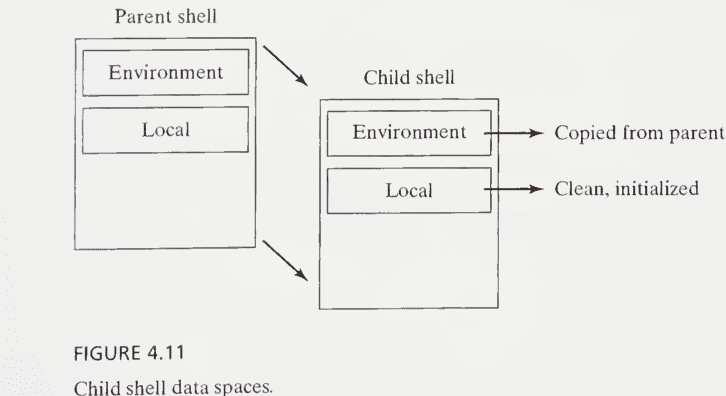 Parent shell
Environment
Local
Child shell
Environment
Copied from parent
Local
Clean, initialized
FIGURE 4.11
Child shell data spaces.